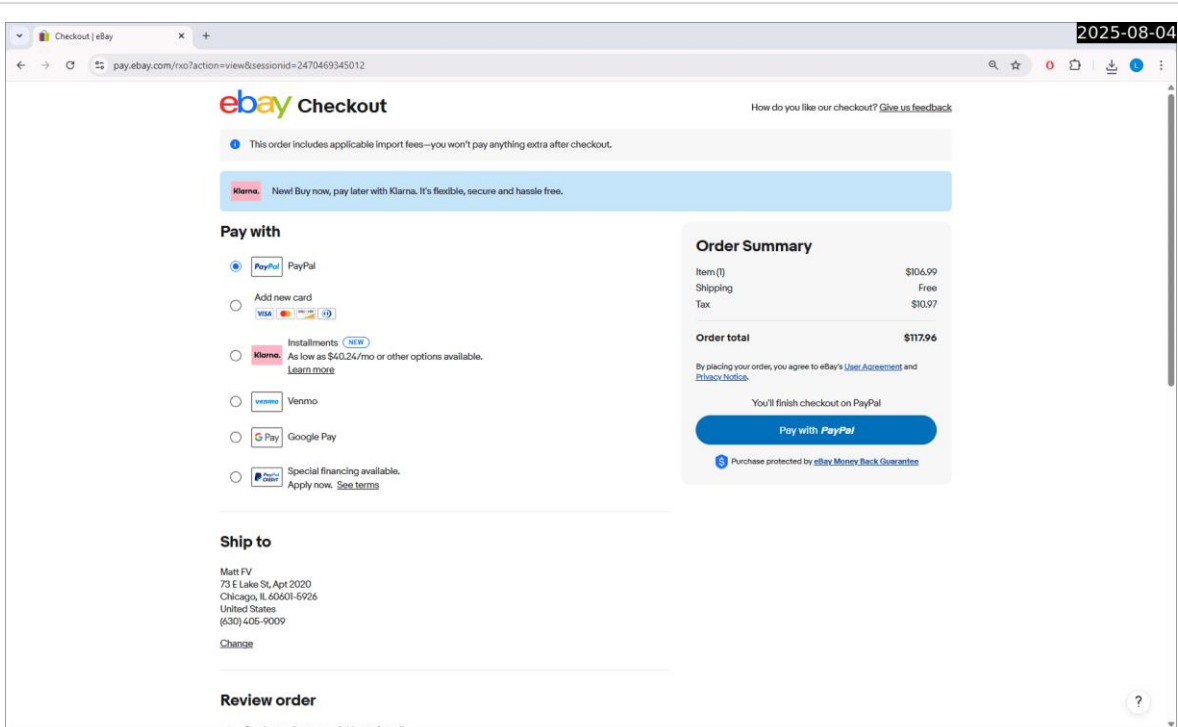 2025-08-04
Checkout | eBay
pay.ebay.com/rxo?action=view&sessionid=2470469345012
ebay Checkout
How do you like our checkout? Give us feedback
This order includes applicable import fees—you won't pay anything extra after checkout.
Klarna. New! Buy now, pay later with Klarna. It's flexible, secure and hassle free.
Pay with
PayPal PayPal
Add new card
VISA
Installments NEW
Klarna. As low as $40.24/mo or other options available.
Learn more
venmo Venmo
G Pay Google Pay
PayPal CREDIT Special financing available.
Apply now. See terms
Order Summary
Item (1) $106.99
Shipping Free
Tax $10.97
Order total $117.96
By placing your order, you agree to eBay's User Agreement and
Privacy Notice.
You'll finish checkout on PayPal
Pay with PayPal
Purchase protected by eBay Money Back Guarantee
Ship to
Matt FV
73 E Lake St, Apt 2020
Chicago, IL 60601-5926
United States
(630) 405-9009
Change
Review order
?